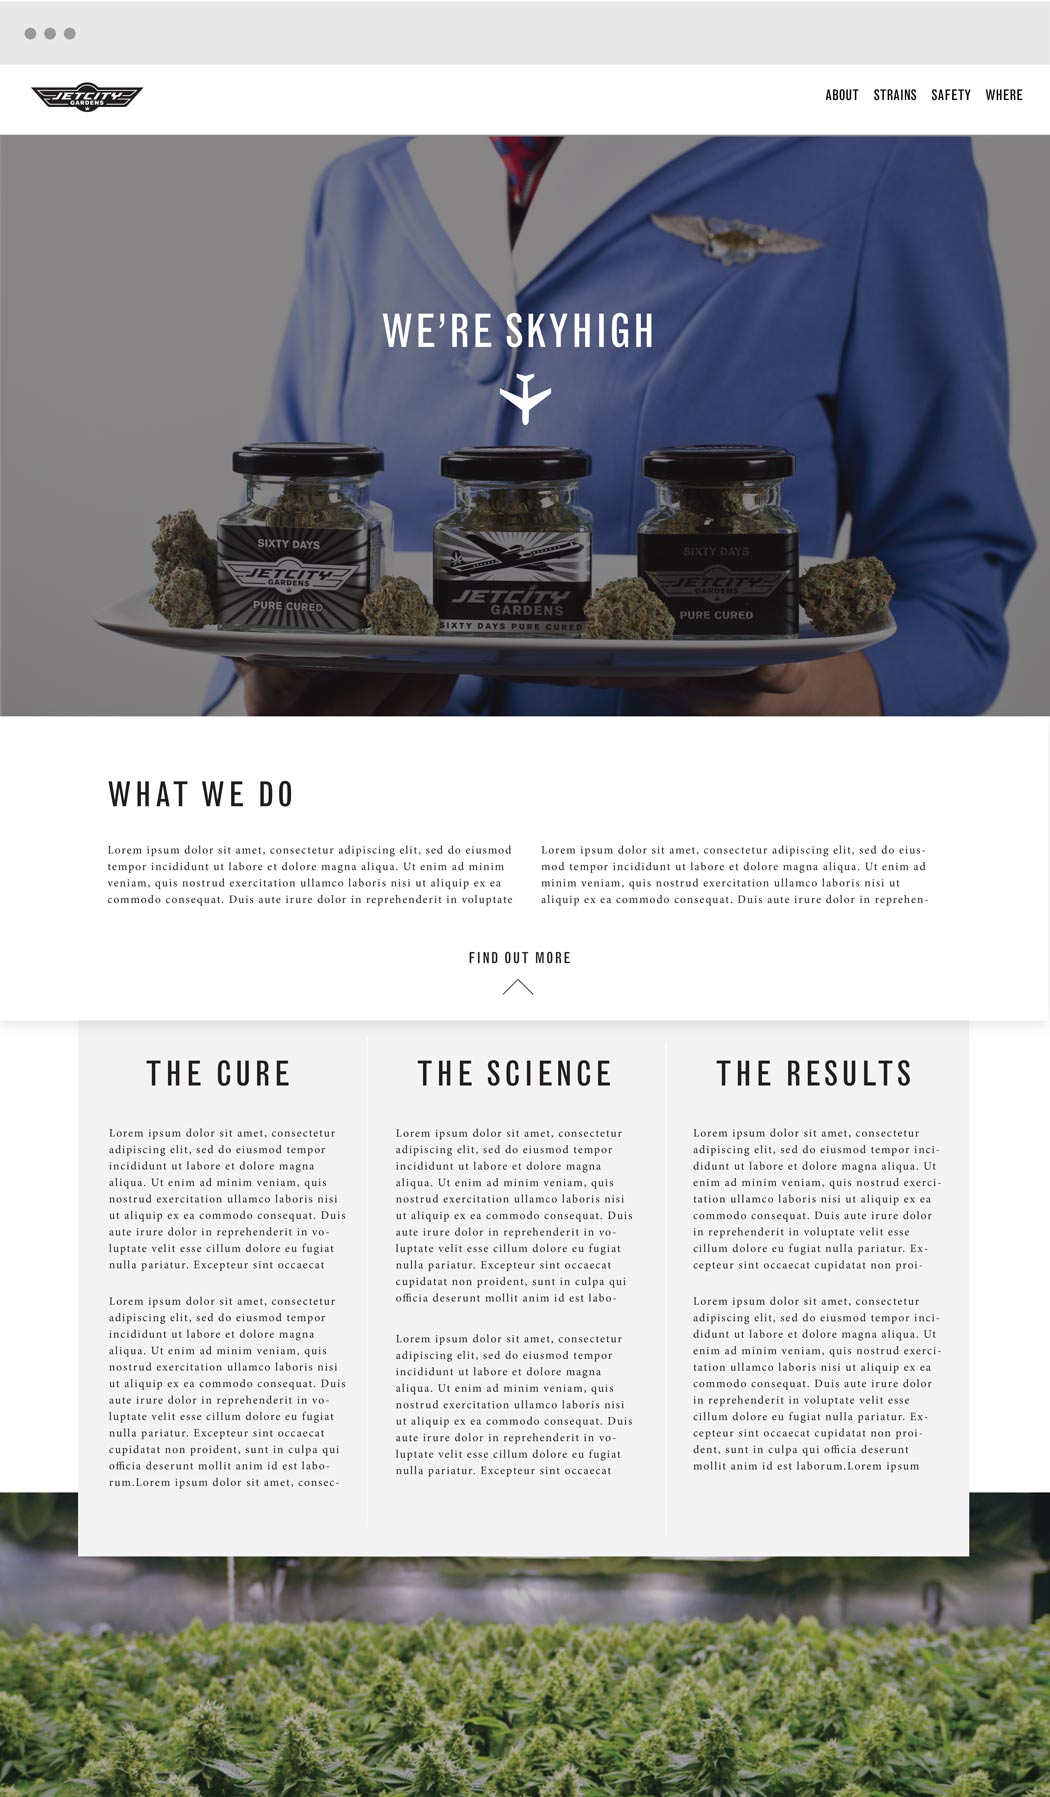 JETCITY
GARDENS
ABOUT STRAINS SAFETY WHERE
WE'RE SKYHIGH
SIXTY DAYS
JETCITY
GARDENS
PURE CURED
JETCITY
GARDENS
SIXTY DAYS PURE CURED
SIXTY DAYS
JETCITY
GARDENS
PURE CURED
WHAT WE DO
Lorem ipsum dolor sit amet, consectetur adipiscing elit, sed do eiusmod
tempor incididunt ut labore et dolore magna aliqua. Ut enim ad minim
veniam, quis nostrud exercitation ullamco laboris nisi ut aliquip ex ea
commodo consequat. Duis aute irure dolor in reprehenderit in voluptate
Lorem ipsum dolor sit amet, consectetur adipiscing elit, sed do eius-
mod tempor incididunt ut labore et dolore magna aliqua. Ut enim ad
minim veniam, quis nostrud exercitation ullamco laboris nisi ut
aliquip ex ea commodo consequat. Duis aute irure dolor in reprehen-
FIND OUT MORE
THE CURE
Lorem ipsum dolor sit amet, consectetur
adipiscing elit, sed do eiusmod tempor
incididunt ut labore et dolore magna
aliqua. Ut enim ad minim veniam, quis
nostrud exercitation ullamco laboris nisi
ut aliquip ex ea commodo consequat. Duis
aute irure dolor in reprehenderit in vo-
luptate velit esse cillum dolore eu fugiat
nulla pariatur. Excepteur sint occaecat
Lorem ipsum dolor sit amet, consectetur
adipiscing elit, sed do eiusmod tempor
incididunt ut labore et dolore magna
aliqua. Ut enim ad minim veniam, quis
nostrud exercitation ullamco laboris nisi
ut aliquip ex ea commodo consequat. Duis
aute irure dolor in reprehenderit in vo-
luptate velit esse cillum dolore eu fugiat
nulla pariatur. Excepteur sint occaecat
cupidatat non proident, sunt in culpa qui
officia deserunt mollit anim id est labo-
rum.Lorem ipsum dolor sit amet, consec-
THE SCIENCE
Lorem ipsum dolor sit amet, consectetur
adipiscing elit, sed do eiusmod tempor
incididunt ut labore et dolore magna
aliqua. Ut enim ad minim veniam, quis
nostrud exercitation ullamco laboris nisi
ut aliquip ex ea commodo consequat. Duis
aute irure dolor in reprehenderit in vo-
luptate velit esse cillum dolore eu fugiat
nulla pariatur. Excepteur sint occaecat
cupidatat non proident, sunt in culpa qui
officia deserunt mollit anim id est labo-
Lorem ipsum dolor sit amet, consectetur
adipiscing elit, sed do eiusmod tempor
incididunt ut labore et dolore magna
aliqua. Ut enim ad minim veniam, quis
nostrud exercitation ullamco laboris nisi
ut aliquip ex ea commodo consequat. Duis
aute irure dolor in reprehenderit in vo-
luptate velit esse cillum dolore eu fugiat
nulla pariatur. Excepteur sint occaecat
THE RESULTS
Lorem ipsum dolor sit amet, consectetur
adipiscing elit, sed do eiusmod tempor inci-
didunt ut labore et dolore magna aliqua. Ut
enim ad minim veniam, quis nostrud exerci-
tation ullamco laboris nisi ut aliquip ex ea
commodo consequat. Duis aute irure dolor
in reprehenderit in voluptate velit esse
cillum dolore eu fugiat nulla pariatur. Ex-
cepteur sint occaecat cupidatat non proi-
Lorem ipsum dolor sit amet, consectetur
adipiscing elit, sed do eiusmod tempor inci-
didunt ut labore et dolore magna aliqua. Ut
enim ad minim veniam, quis nostrud exerci-
tation ullamco laboris nisi ut aliquip ex ea
commodo consequat. Duis aute irure dolor
in reprehenderit in voluptate velit esse
cillum dolore eu fugiat nulla pariatur. Ex-
cepteur sint occaecat cupidatat non proi-
dent, sunt in culpa qui officia deserunt
mollit anim id est laborum.Lorem ipsum